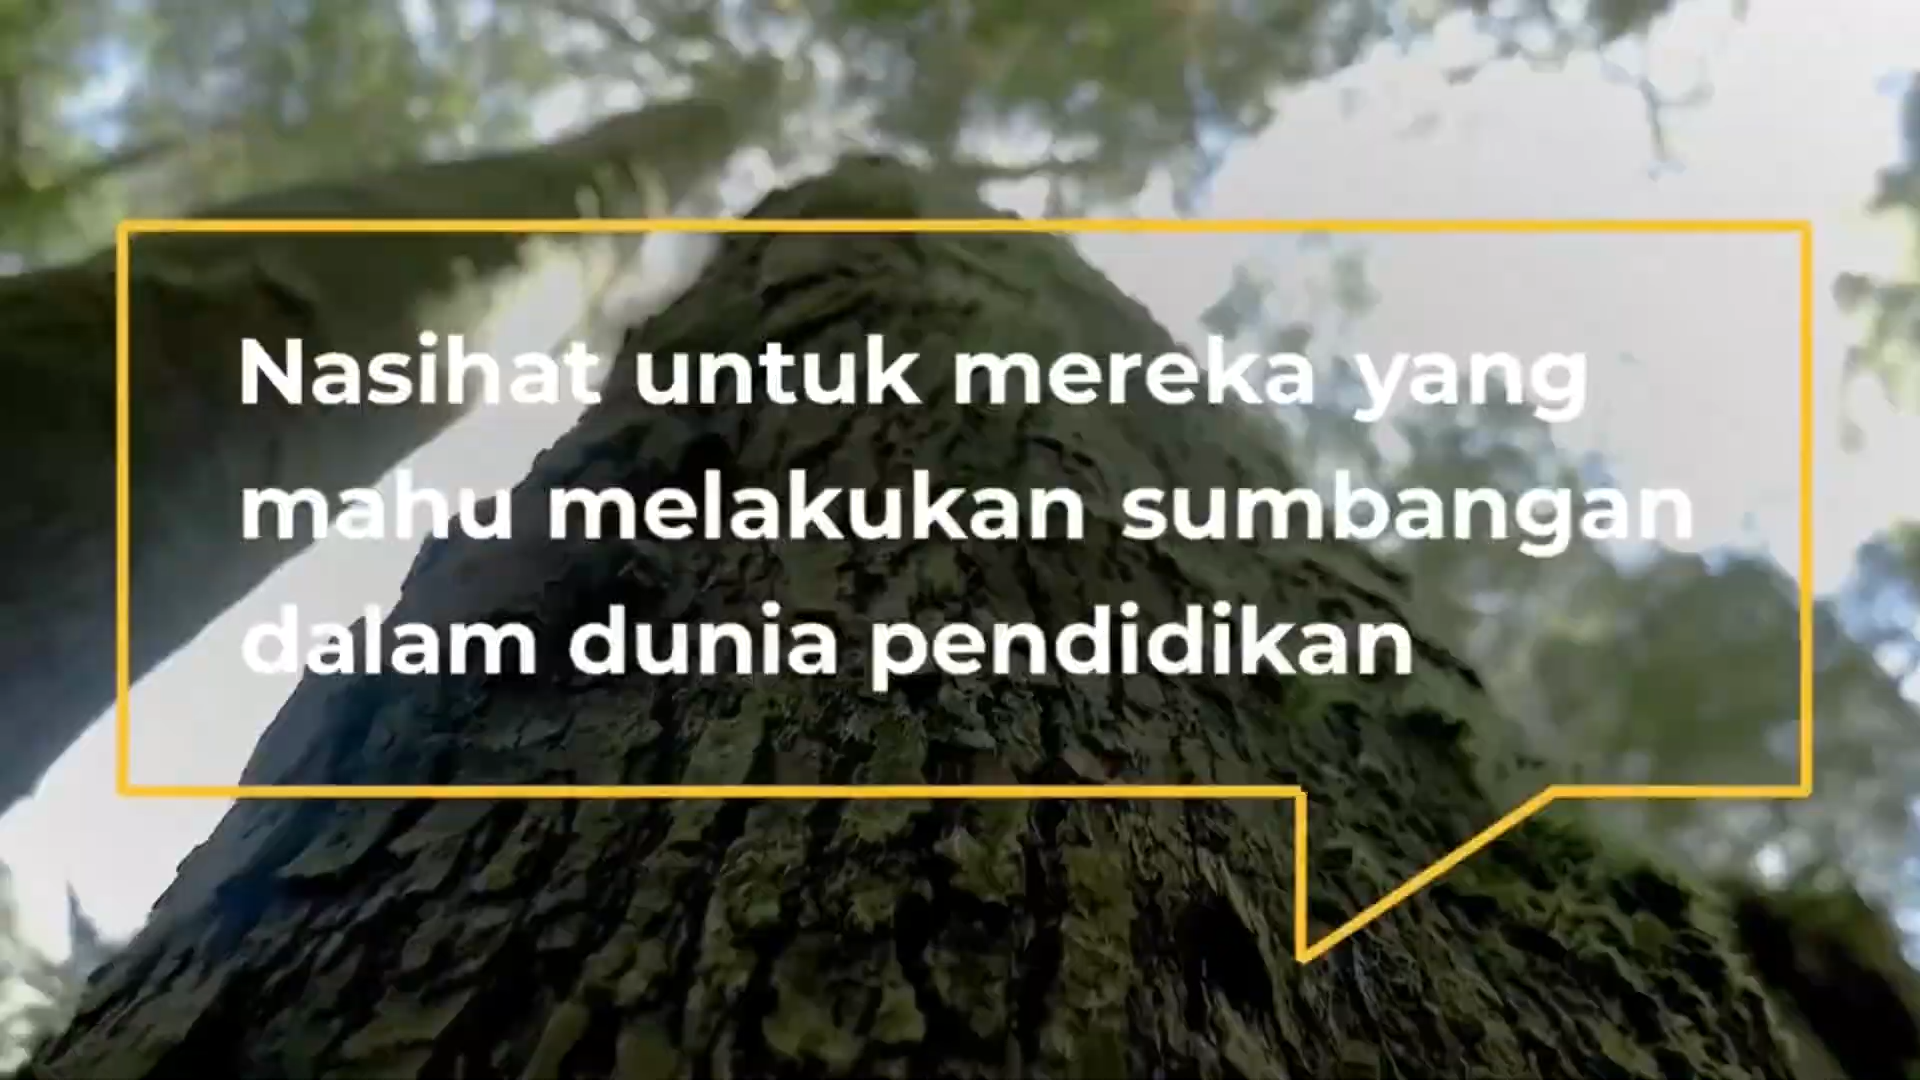 Nasihat untuk mereka yang
mahu melakukan sumbangan
dalam dunia pendidikan